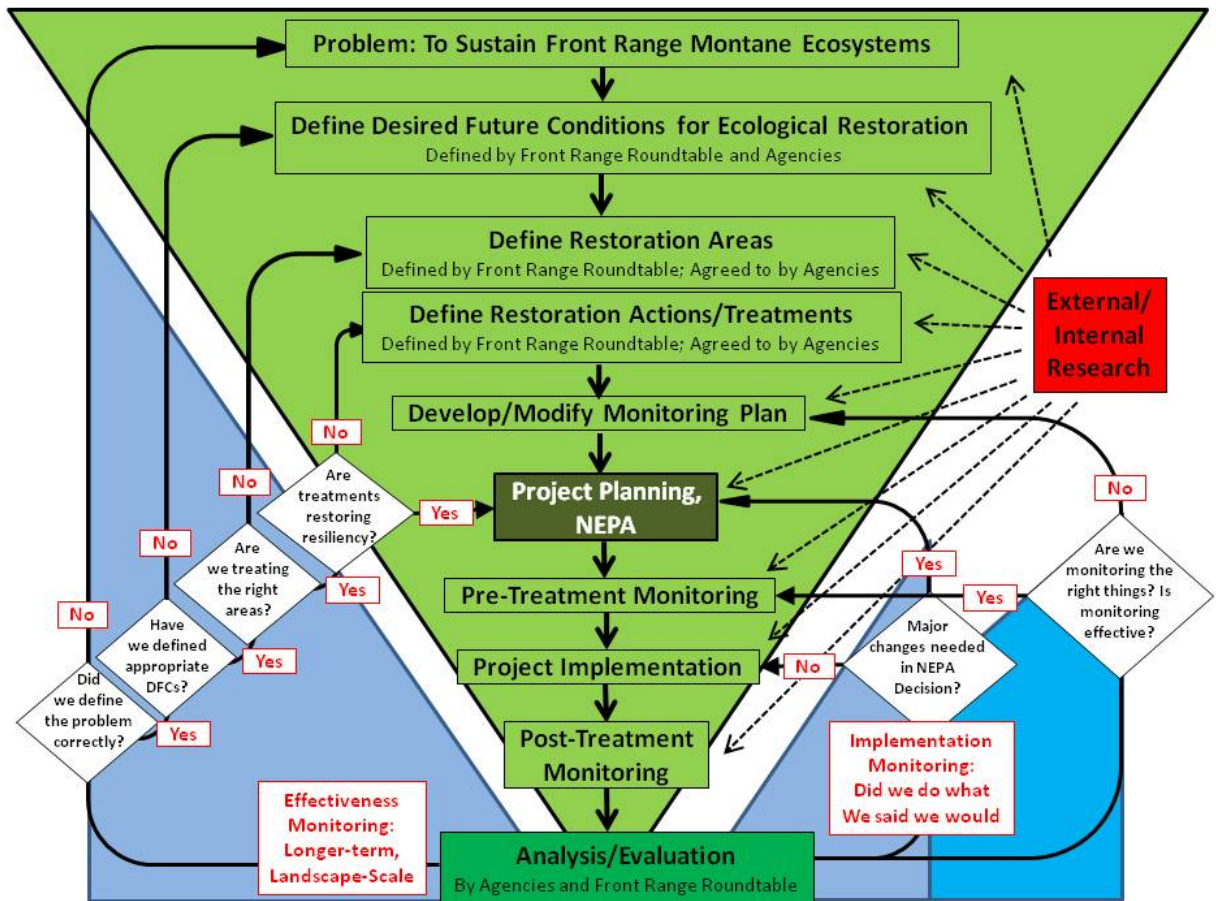 Problem: To Sustain Front Range Montane Ecosystems
Define Desired Future Conditions for Ecological Restoration
Defined by Front Range Roundtable and Agencies
Define Restoration Areas
Defined by Front Range Roundtable; Agreed to by Agencies
Define Restoration Actions/Treatments
Defined by Front Range Roundtable; Agreed to by Agencies
Develop/Modify Monitoring Plan
Project Planning,
NEPA
Pre-Treatment Monitoring
Project Implementation
Post-Treatment
Monitoring
Analysis/Evaluation
By Agencies and Front Range Roundtable
External/
Internal
Research
No
Are
treatments
restoring
resiliency?
Yes
No
Are
we treating
the right
areas?
Yes
No
Have
we defined
appropriate
DFCs?
Yes
No
Did
we define
the problem
correctly?
Yes
Effectiveness
Monitoring:
Longer-term,
Landscape-Scale
No
Are we
monitoring the
right things? Is
monitoring
effective?
Yes
Yes
Major
changes needed
in NEPA
Decision?
No
Implementation
Monitoring:
Did we do what
We said we would